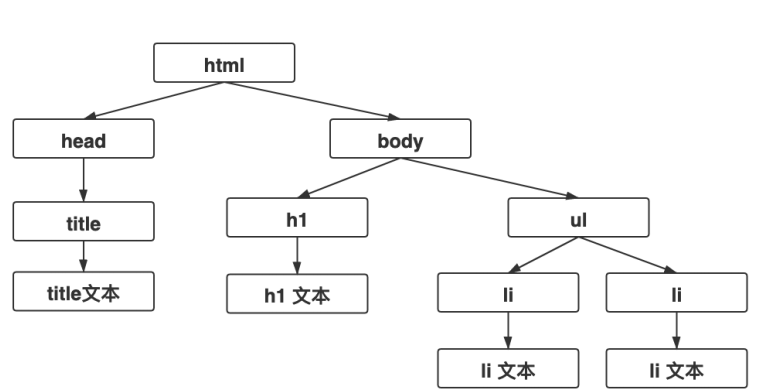 html
head
body
title
h1
ul
title文本
h1 文本
li
li
li 文本
li 文本